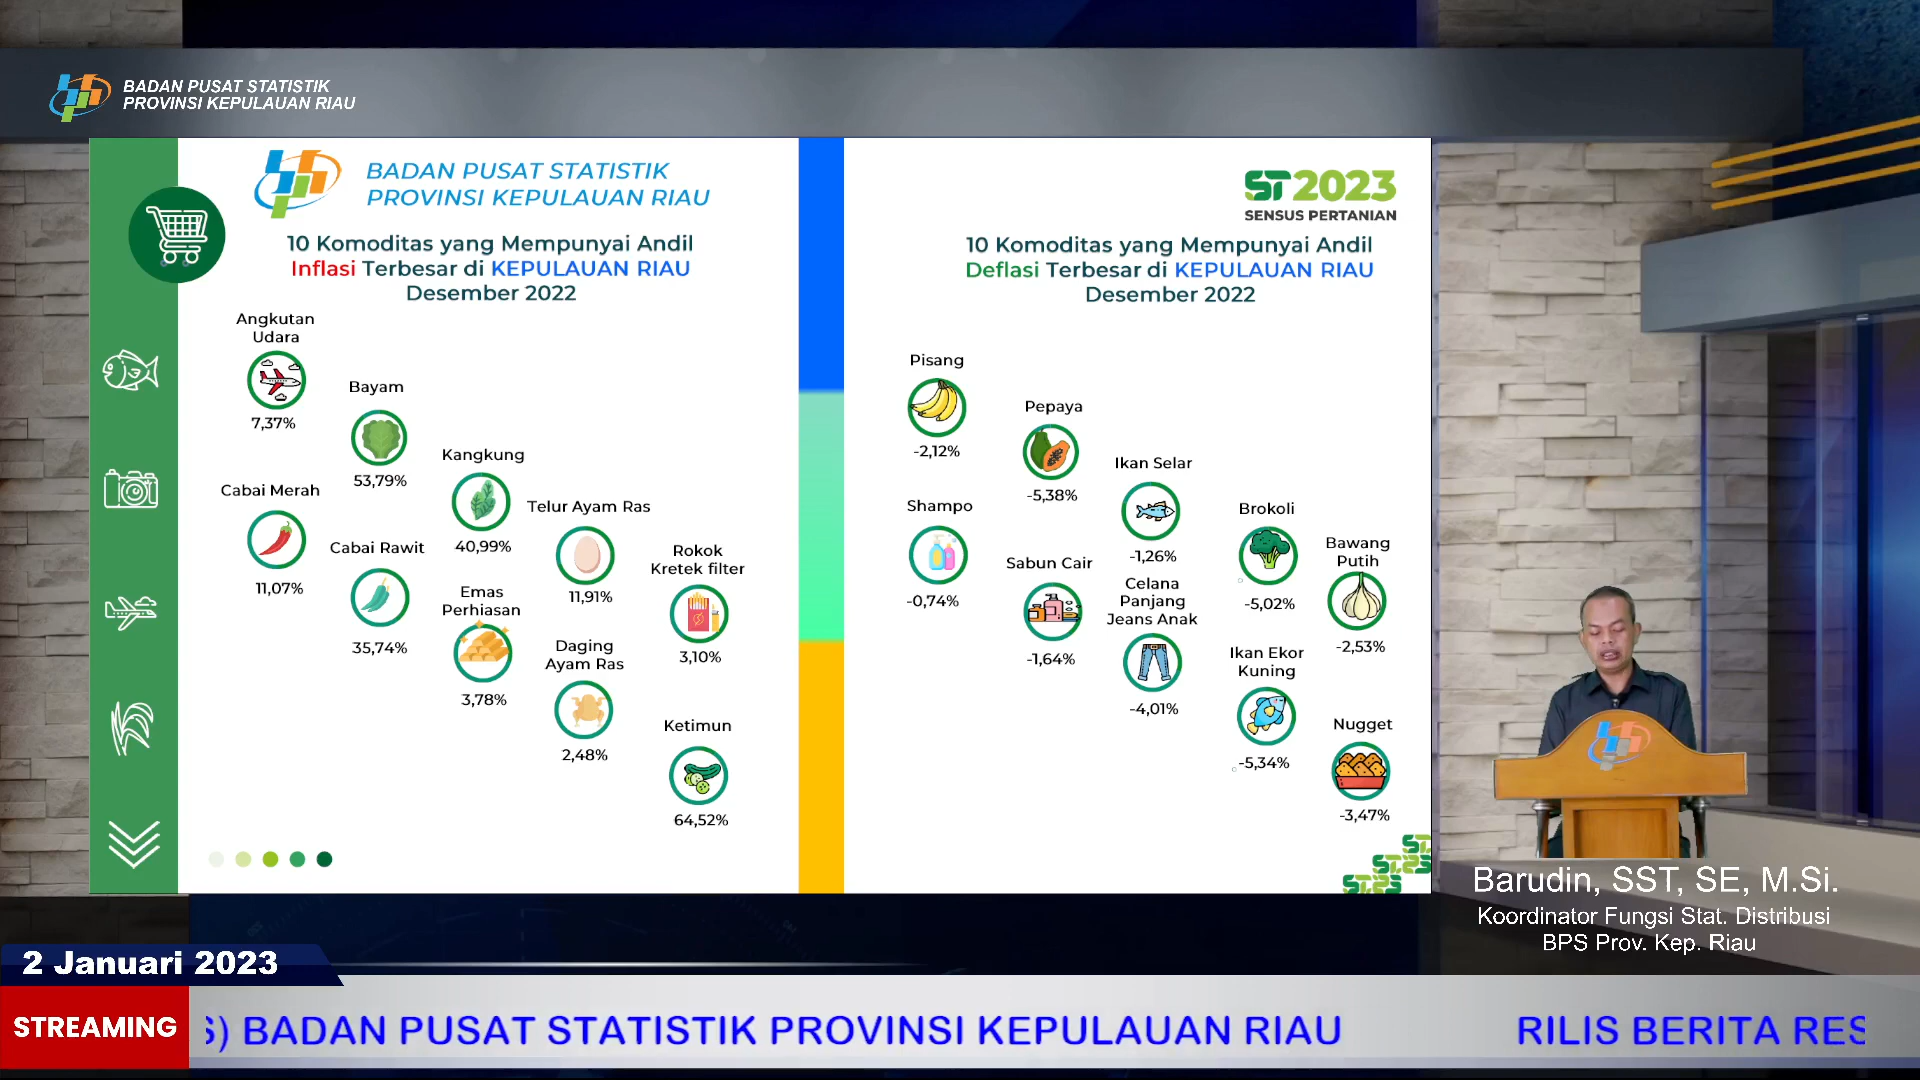 BADAN PUSAT STATISTIK
PROVINSI KEPULAUAN RIAU
BADAN PUSAT STATISTIK
PROVINSI KEPULAUAN RIAU
10 Komoditas yang Mempunyai Andil
Inflasi Terbesar di KEPULAUAN RIAU
Desember 2022
Angkutan
Udara
7,37%
Bayam
53,79%
Kangkung
40,99%
Telur Ayam Ras
11,91%
Rokok
Kretek filter
3,10%
Cabai Merah
11,07%
Cabai Rawit
35,74%
Emas
Perhiasan
3,78%
Daging
Ayam Ras
2,48%
Ketimun
64,52%
ST2023
SENSUS PERTANIAN
10 Komoditas yang Mempunyai Andil
Deflasi Terbesar di KEPULAUAN RIAU
Desember 2022
Pisang
-2,12%
Pepaya
-5,38%
Ikan Selar
-1,26%
Brokoli
-5,02%
Bawang
Putih
-2,53%
Shampo
-0,74%
Sabun Cair
-1,64%
Celana
Panjang
Jeans Anak
-4,01%
Ikan Ekor
Kuning
-5,34%
Nugget
-3,47%
Barudin, SST, SE, M.Si.
Koordinator Fungsi Stat. Distribusi
BPS Prov. Kep. Riau
2 Januari 2023
STREAMING
S) BADAN PUSAT STATISTIK PROVINSI KEPULAUAN RIAU RILIS BERITA RES